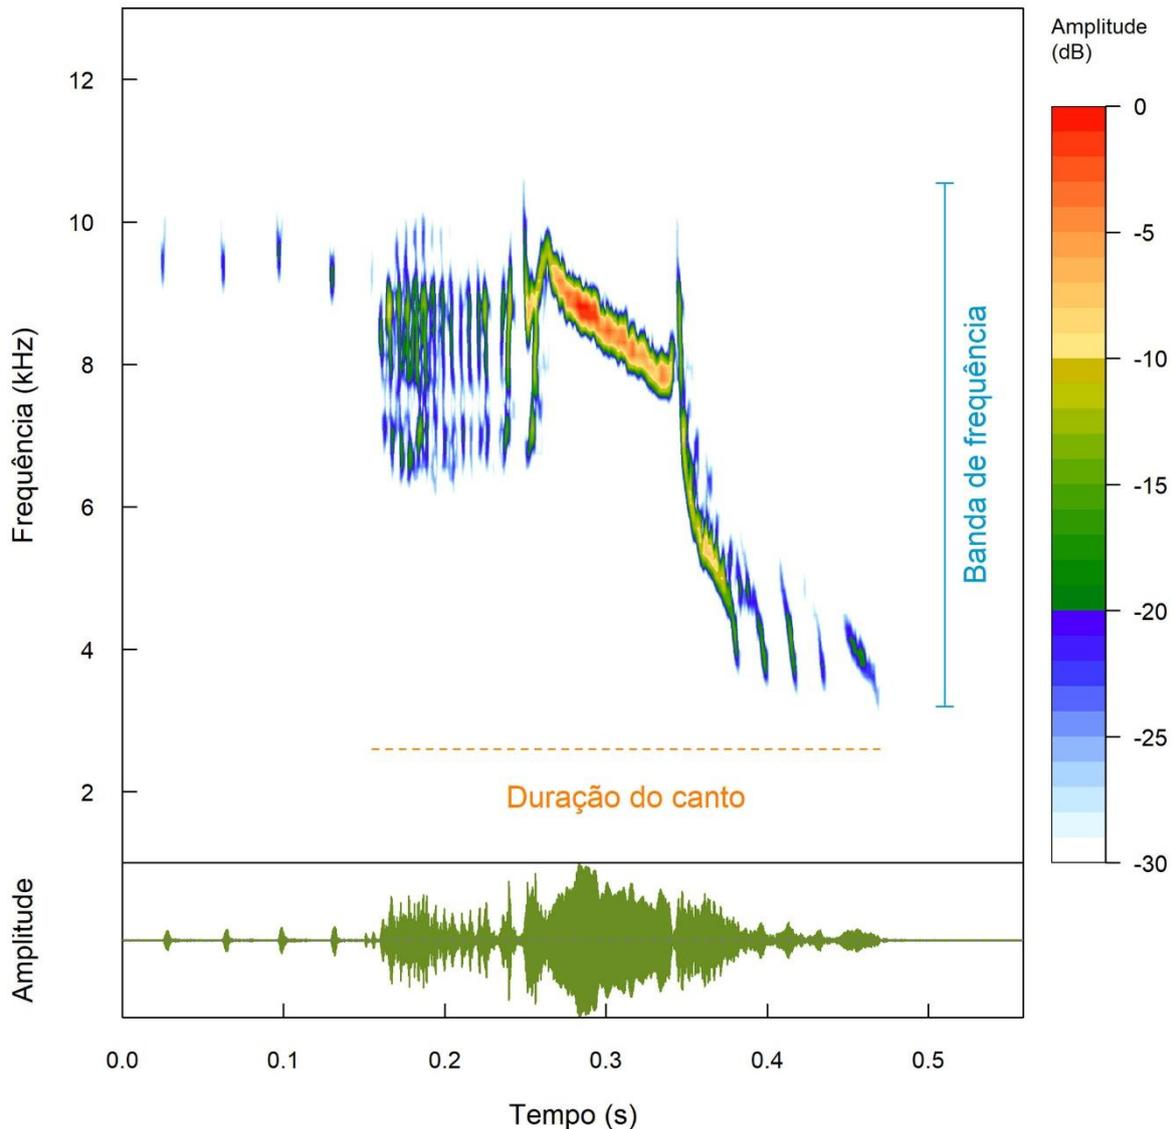 Amplitude
(dB)
0
-5
-10
-15
-20
-25
-30
12
10
8
6
4
2
Frequência (kHz)
Banda de frequência
Duração do canto
Amplitude
0.0 0.1 0.2 0.3 0.4 0.5
Tempo (s)